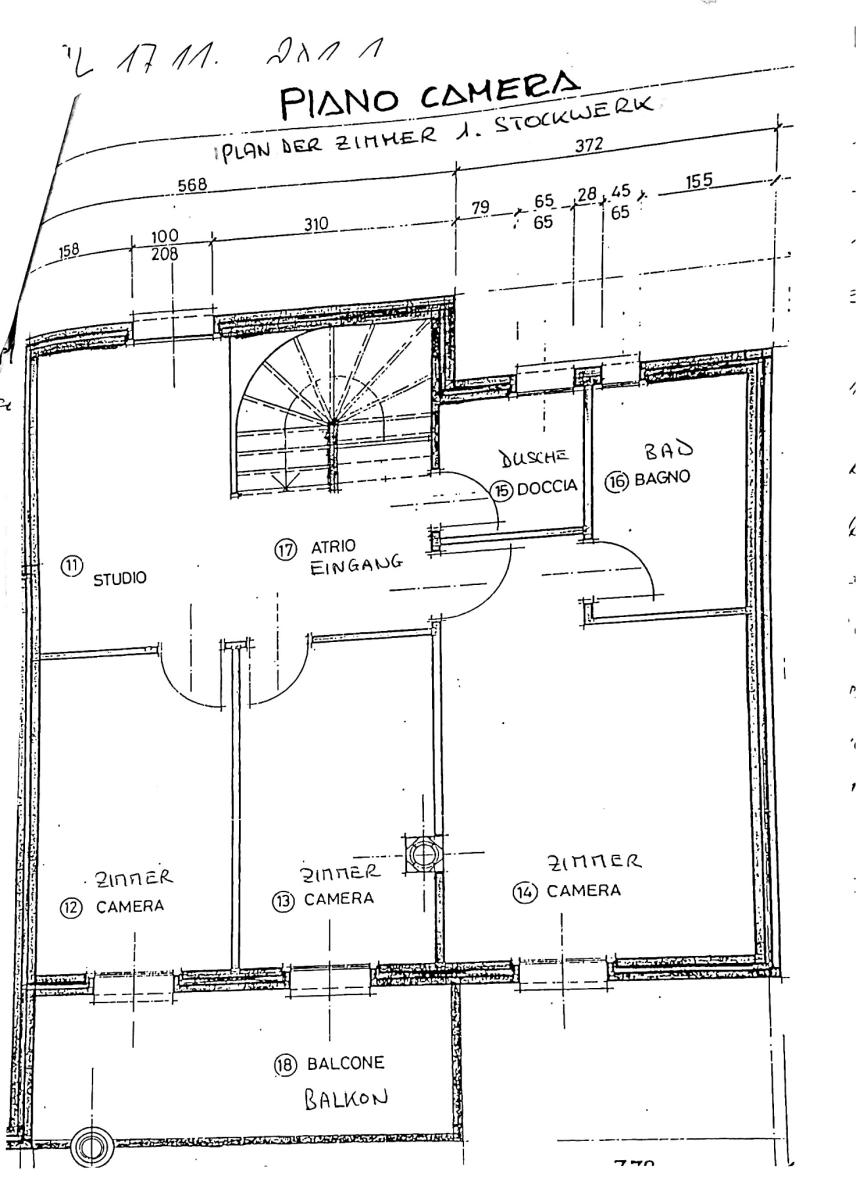 17 11. 2011
PIANO CAMERA
PLAN DER ZIMMER 1. STOCKWERK
568
372
158
100
208
310
79
65
65
28
45
65
155
DUSCHE
15 DOCCIA
BAD
16 BAGNO
11 STUDIO
17 ATRIO
EINGANG
ZIMMER
12 CAMERA
ZIMMER
13 CAMERA
ZIMMER
14 CAMERA
18 BALCONE
BALKON